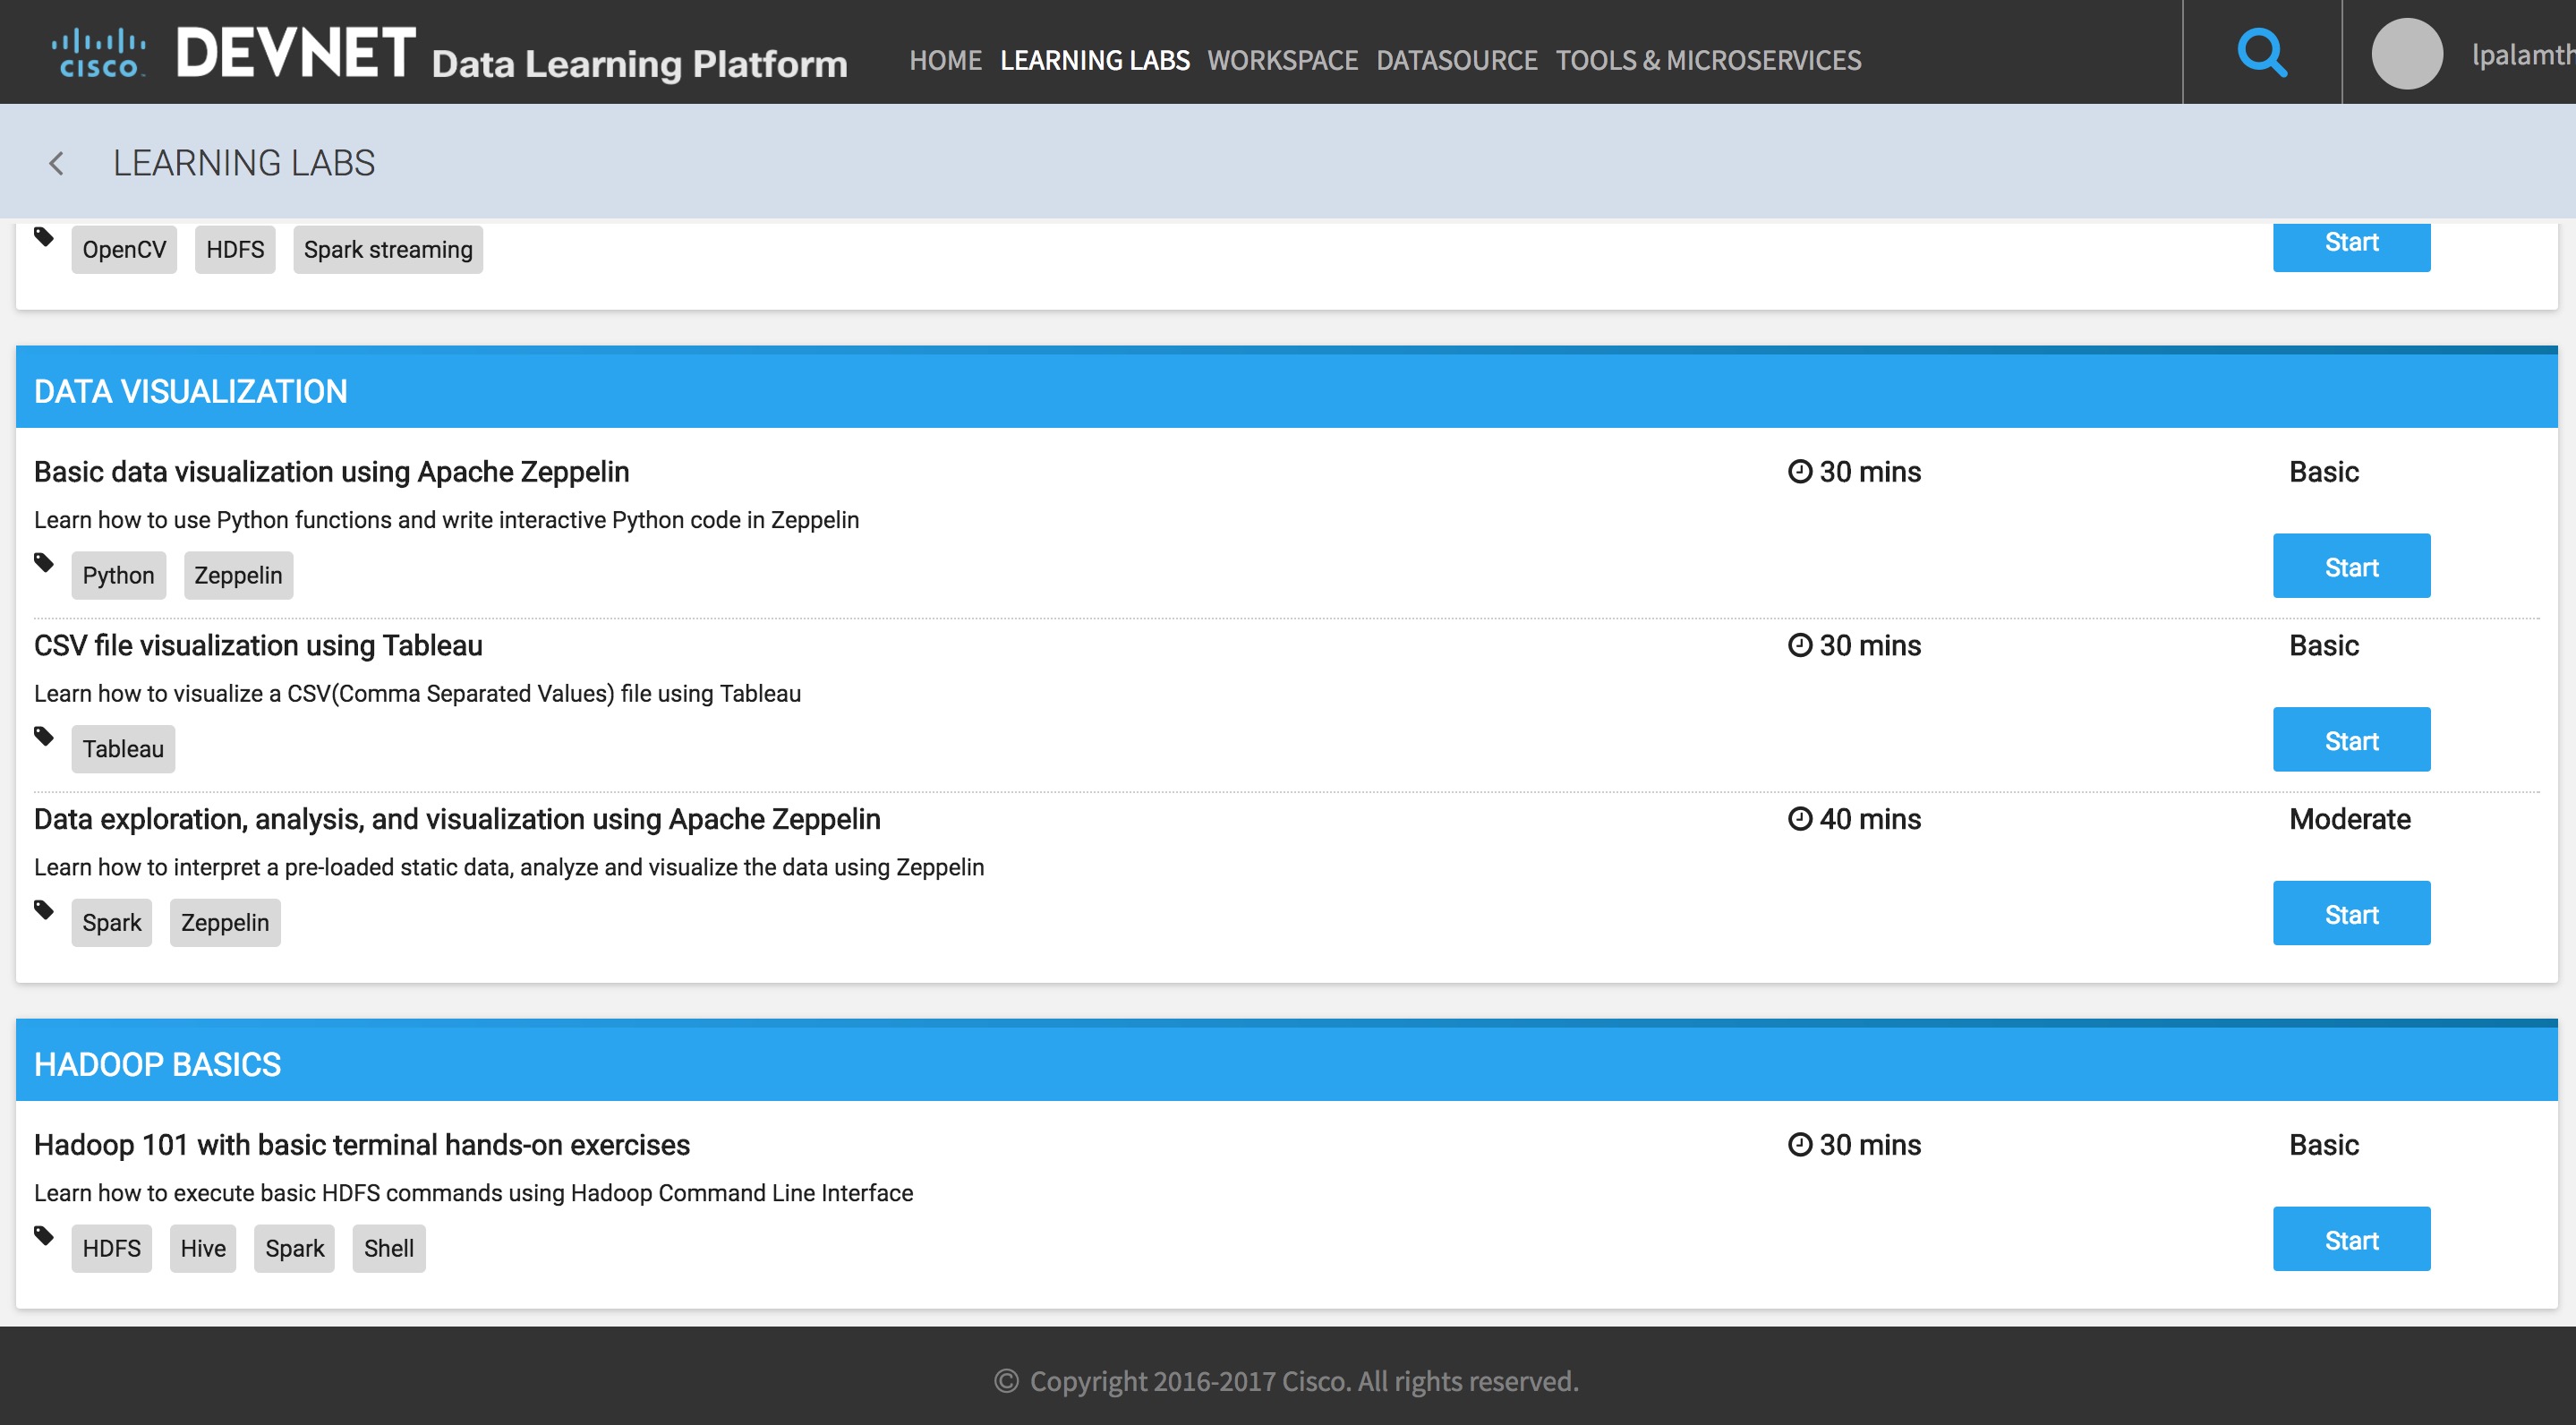 CISCO DEVNET Data Learning Platform HOME LEARNING LABS WORKSPACE DATASOURCE TOOLS & MICROSERVICES lpalamth
LEARNING LABS
OpenCV HDFS Spark streaming Start
DATA VISUALIZATION
Basic data visualization using Apache Zeppelin 30 mins Basic
Learn how to use Python functions and write interactive Python code in Zeppelin
Python Zeppelin Start
CSV file visualization using Tableau 30 mins Basic
Learn how to visualize a CSV(Comma Separated Values) file using Tableau
Tableau Start
Data exploration, analysis, and visualization using Apache Zeppelin 40 mins Moderate
Learn how to interpret a pre-loaded static data, analyze and visualize the data using Zeppelin
Spark Zeppelin Start
HADOOP BASICS
Hadoop 101 with basic terminal hands-on exercises 30 mins Basic
Learn how to execute basic HDFS commands using Hadoop Command Line Interface
HDFS Hive Spark Shell Start
© Copyright 2016-2017 Cisco. All rights reserved.